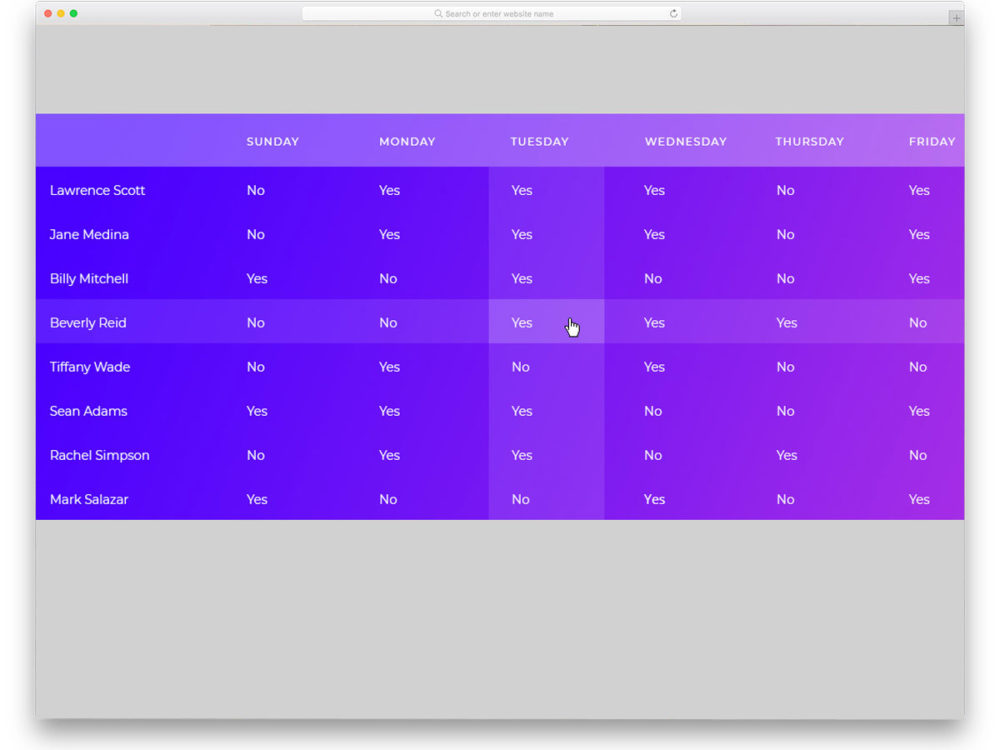 Search or enter website name
SUNDAY MONDAY TUESDAY WEDNESDAY THURSDAY FRIDAY
Lawrence Scott No Yes Yes Yes No Yes
Jane Medina No Yes Yes Yes No Yes
Billy Mitchell Yes No Yes No No Yes
Beverly Reid No No Yes Yes Yes No
Tiffany Wade No Yes No Yes No No
Sean Adams Yes Yes Yes No No Yes
Rachel Simpson No Yes Yes No Yes No
Mark Salazar Yes No No Yes No Yes